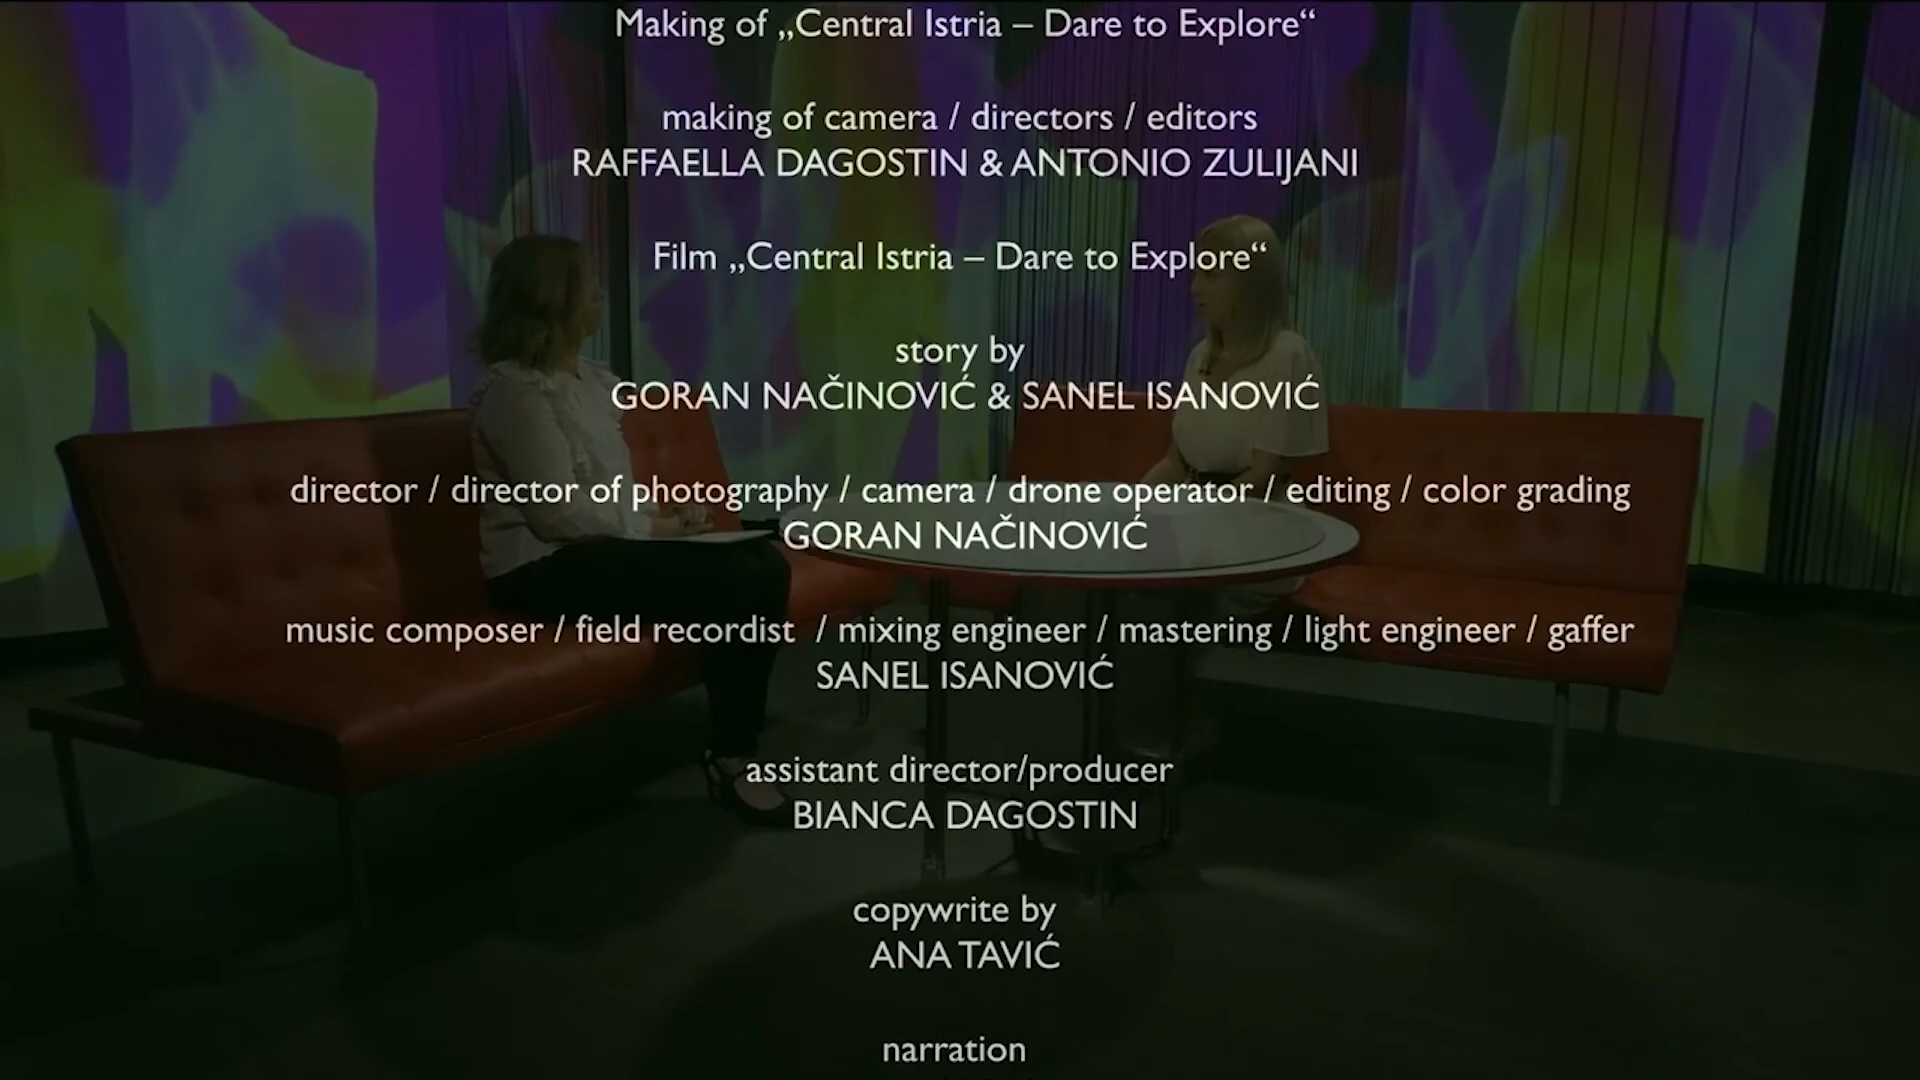 Making of „Central Istria – Dare to Explore“
making of camera / directors / editors
RAFFAELLA DAGOSTIN & ANTONIO ZULIJANI
Film „Central Istria – Dare to Explore“
story by
GORAN NAČINOVIĆ & SANEL ISANOVIĆ
director / director of photography / camera / drone operator / editing / color grading
GORAN NAČINOVIĆ
music composer / field recordist / mixing engineer / mastering / light engineer / gaffer
SANEL ISANOVIĆ
assistant director/producer
BIANCA DAGOSTIN
copywrite by
ANA TAVIĆ
narration